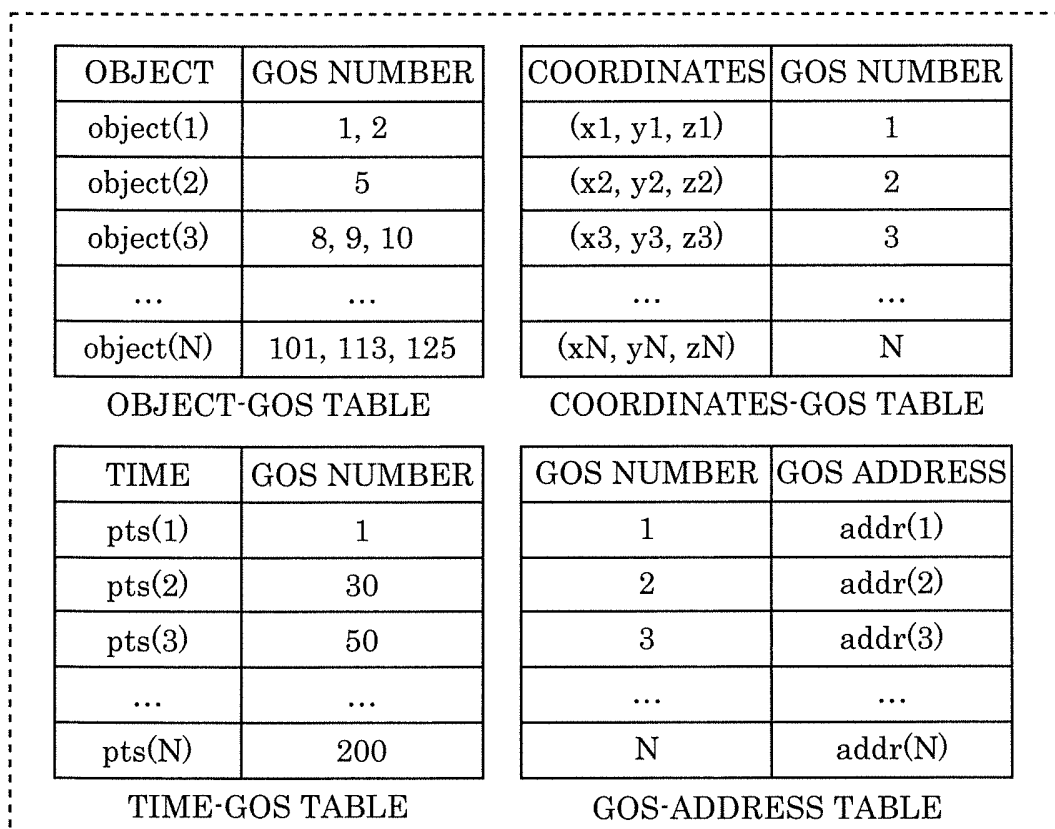 OBJECT GOS NUMBER
object(1) 1, 2
object(2) 5
object(3) 8, 9, 10
... ...
object(N) 101, 113, 125
OBJECT-GOS TABLE
COORDINATES GOS NUMBER
(x1, y1, z1) 1
(x2, y2, z2) 2
(x3, y3, z3) 3
... ...
(xN, yN, zN) N
COORDINATES-GOS TABLE
TIME GOS NUMBER
pts(1) 1
pts(2) 30
pts(3) 50
... ...
pts(N) 200
TIME-GOS TABLE
GOS NUMBER GOS ADDRESS
1 addr(1)
2 addr(2)
3 addr(3)
... ...
N addr(N)
GOS-ADDRESS TABLE